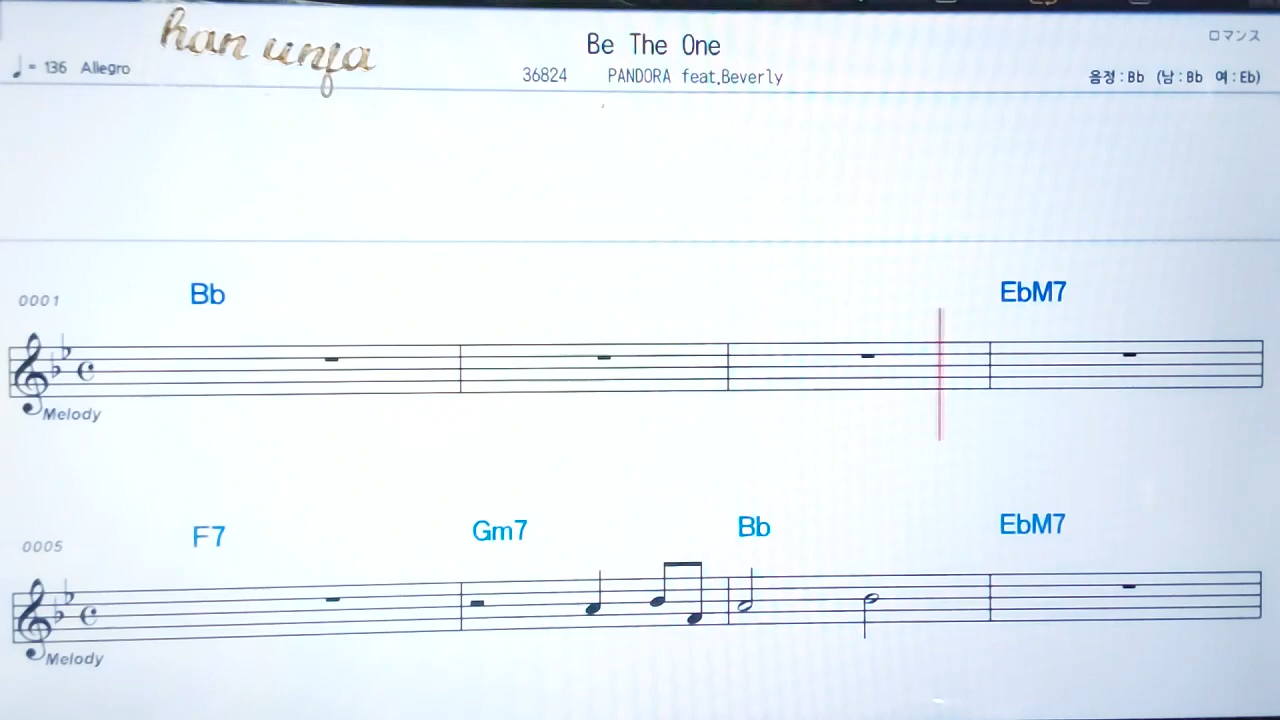 han unfa
Be The One
ロマンス
♩= 136 Allegro
36824 PANDORA feat.Beverly
음정:Bb (남:Bb 여:Eb)
0001 Bb EbM7
Melody
0005 F7 Gm7 Bb EbM7
Melody